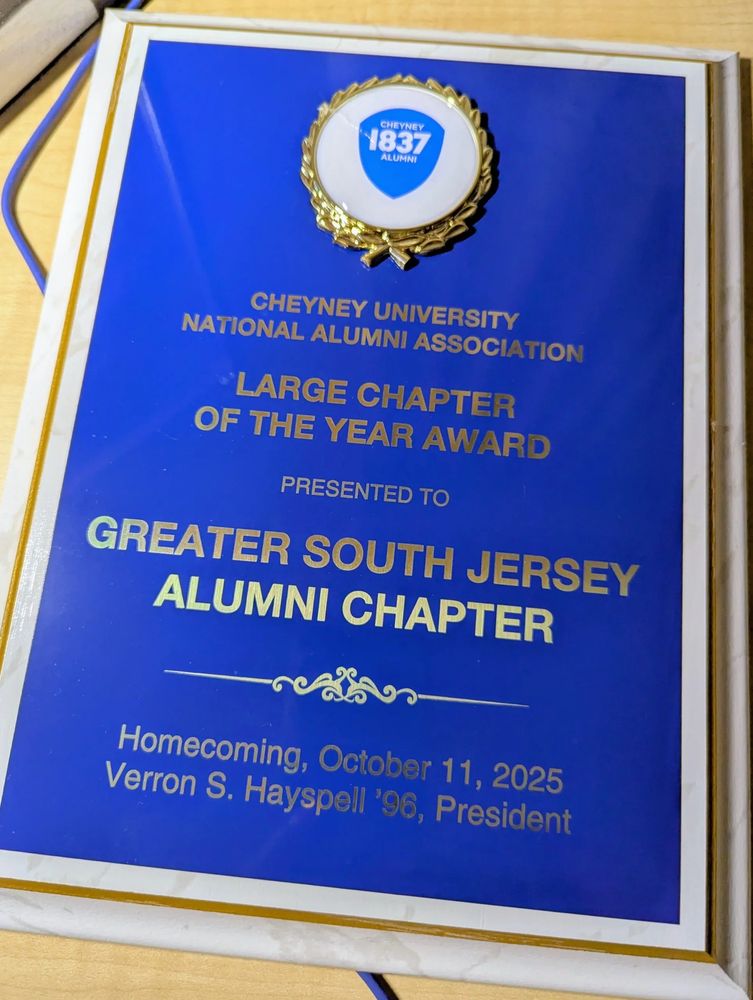 CHEYNEY
1837
ALUMNI
CHEYNEY UNIVERSITY
NATIONAL ALUMNI ASSOCIATION
LARGE CHAPTER
OF THE YEAR AWARD
PRESENTED TO
GREATER SOUTH JERSEY
ALUMNI CHAPTER
Homecoming, October 11, 2025
Verron S. Hayspell ’96, President